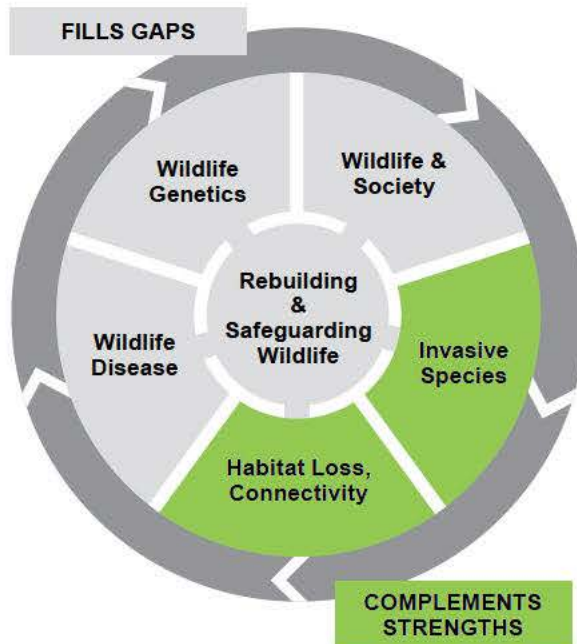 FILLS GAPS
Wildlife
Genetics
Wildlife &
Society
Rebuilding
&
Safeguarding
Wildlife
Wildlife
Disease
Invasive
Species
Habitat Loss,
Connectivity
COMPLEMENTS
STRENGTHS